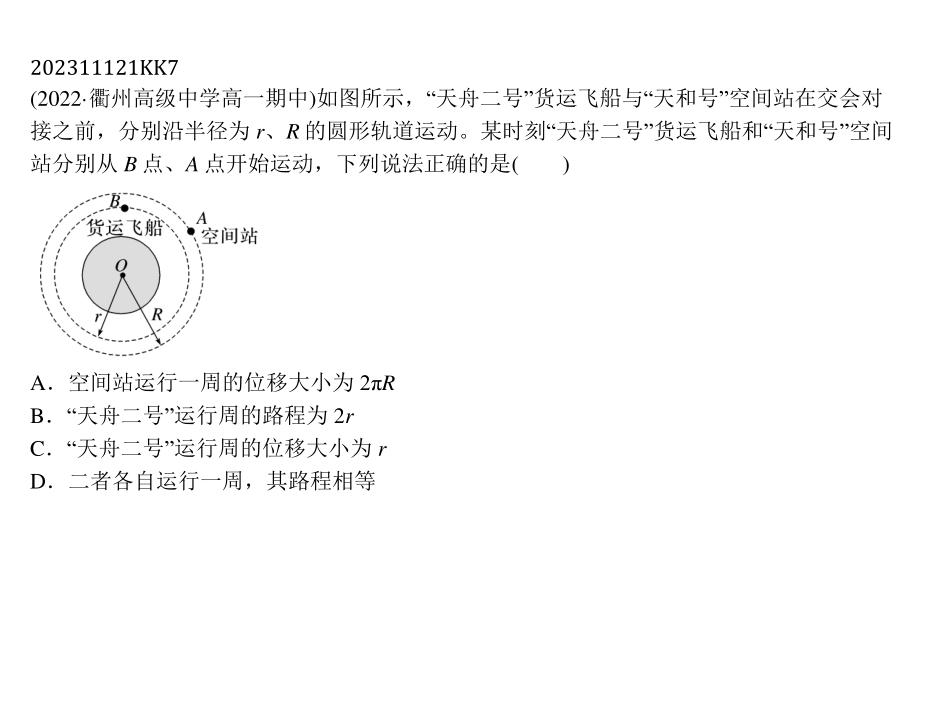 202311121KK7
(2022·衢州高级中学高一期中)如图所示，“天舟二号”货运飞船与“天和号”空间站在交会对
接之前，分别沿半径为 r、R 的圆形轨道运动。某时刻“天舟二号”货运飞船和“天和号”空间
站分别从 B 点、A 点开始运动，下列说法正确的是(　　)
B
A
货运飞船
空间站
O
r
R
A．空间站运行一周的位移大小为 2πR
B．“天舟二号”运行周的路程为 2r
C．“天舟二号”运行周的位移大小为 r
D．二者各自运行一周，其路程相等